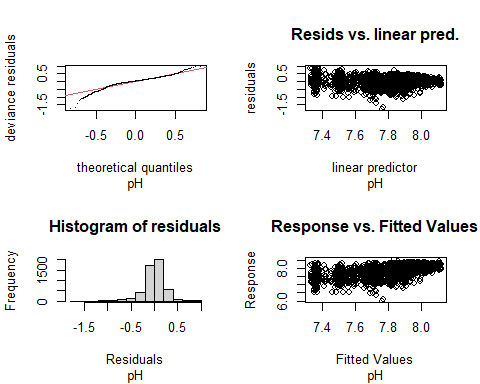 deviance residuals
0.5
-1.5
-0.5 0.0 0.5
theoretical quantiles
pH
Resids vs. linear pred.
residuals
0.5
-1.5
7.4 7.6 7.8 8.0
linear predictor
pH
Histogram of residuals
Frequency
1500
0
-1.5 -0.5 0.5
Residuals
pH
Response vs. Fitted Values
Response
8.0
6.0
7.4 7.6 7.8 8.0
Fitted Values
pH